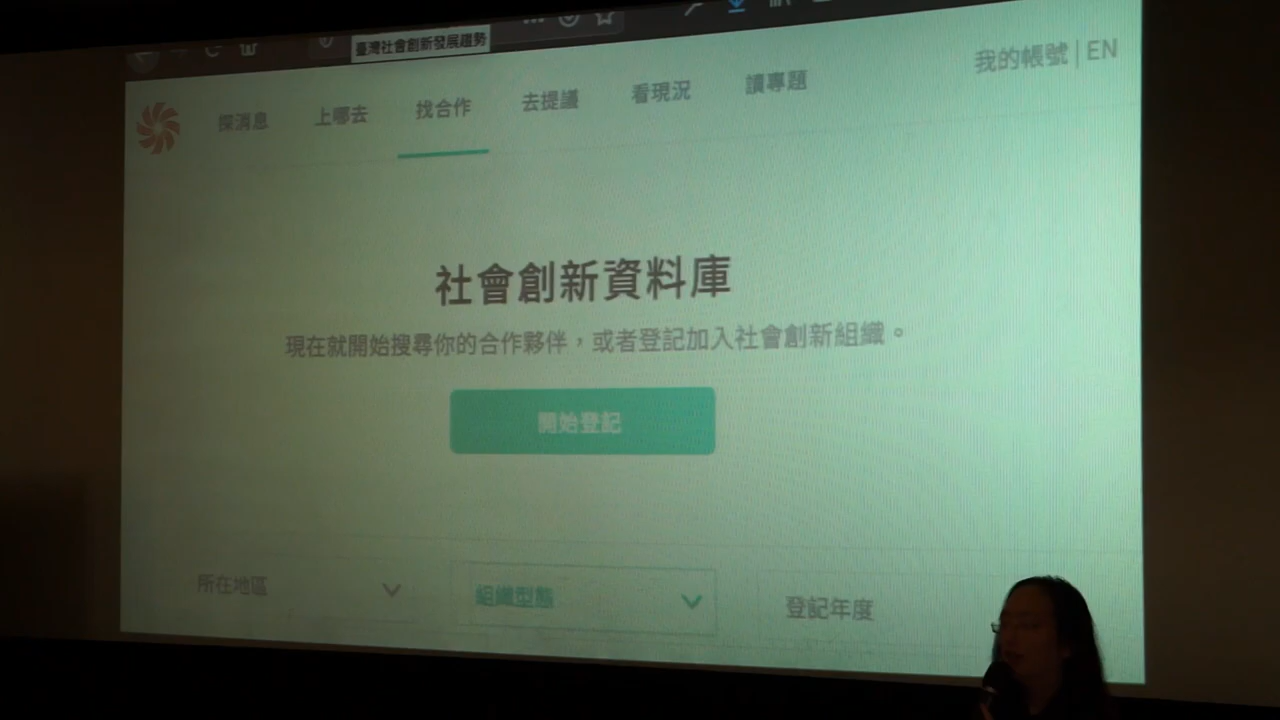 臺灣社會創新發展趨勢
我的帳號 | EN
探消息 上哪去 找合作 去提議 看現況 讀專題
社會創新資料庫
現在就開始搜尋你的合作夥伴，或者登記加入社會創新組織。
開始登記
所在地區 組織型態 登記年度